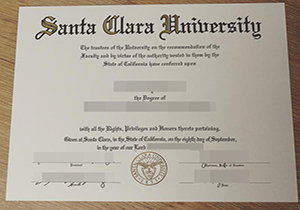 Santa Clara University
The trustees of the University on the recommendation of the
Faculty and by virtue of the authority vested in them by the
State of California have conferred upon
the Degree of
with all the Rights, Privileges and Honors thereto pertaining.
Given at Santa Clara, in the State of California, on the eighth day of September,
in the year of our Lord
President